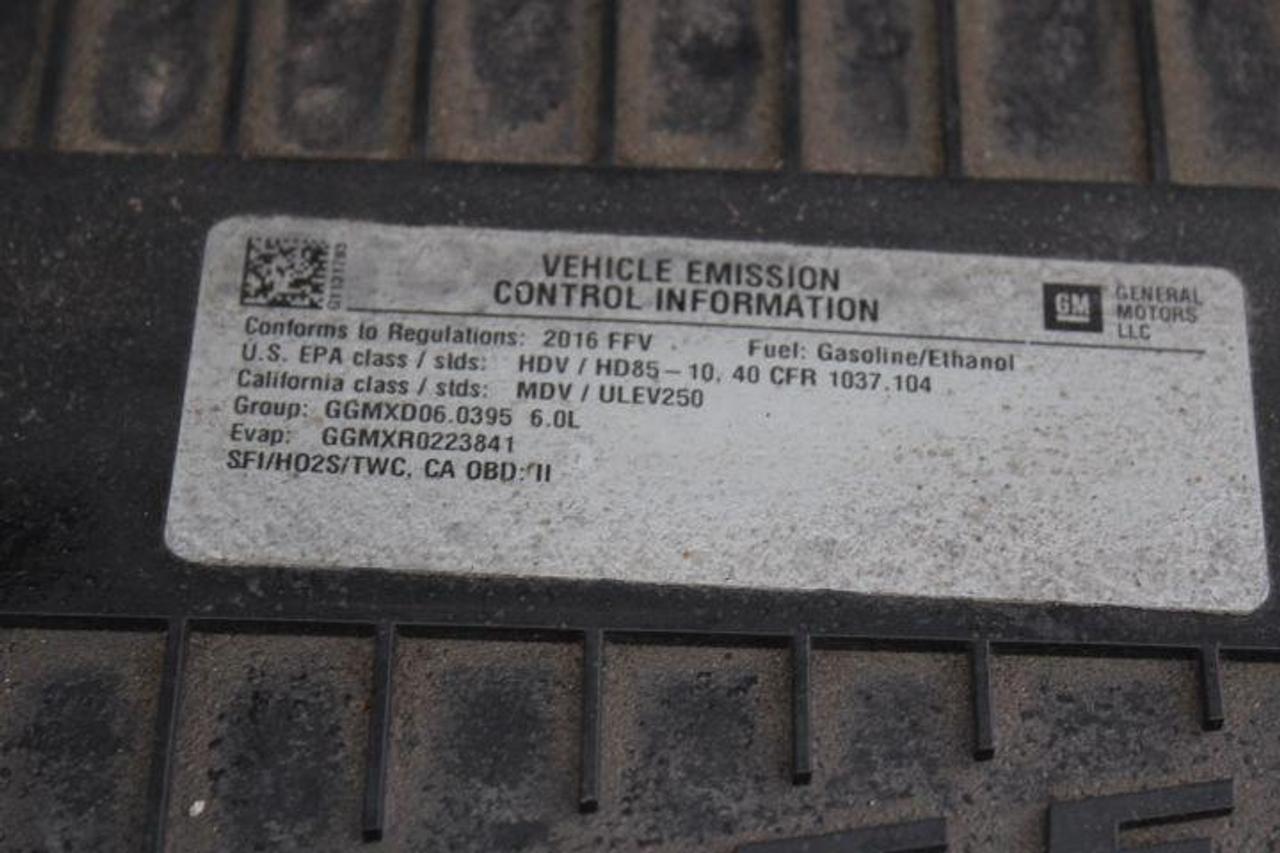 VEHICLE EMISSION
CONTROL INFORMATION
GM
GENERAL
MOTORS
LLC
Conforms to Regulations: 2016 FFV Fuel: Gasoline/Ethanol
U.S. EPA class / stds: HDV / HD85-10, 40 CFR 1037.104
California class / stds: MDV / ULEV250
Group: GGMXD06.0395 6.0L
Evap: GGMXR0223841
SFI/HO2S/TWC, CA OBD: II